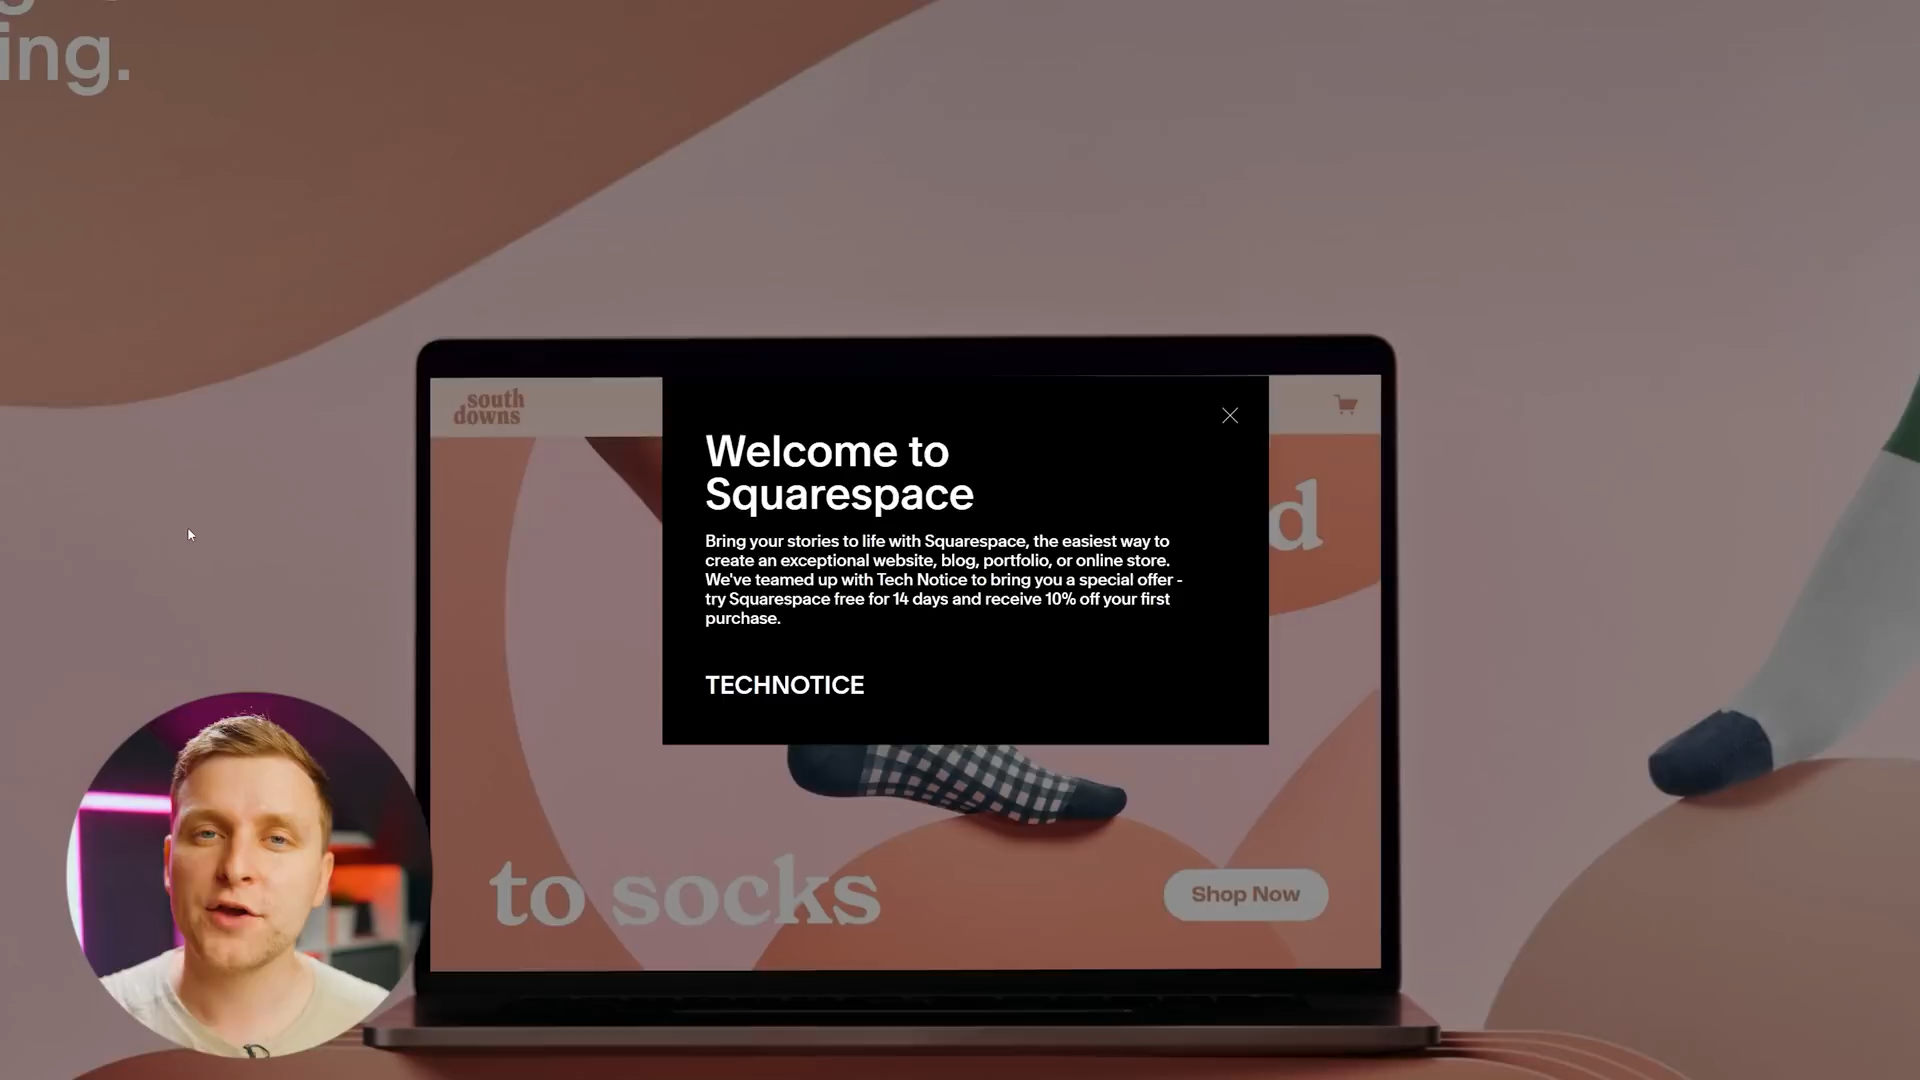 ing.
south
downs
Welcome to
Squarespace
d
Bring your stories to life with Squarespace, the easiest way to
create an exceptional website, blog, portfolio, or online store.
We've teamed up with Tech Notice to bring you a special offer -
try Squarespace free for 14 days and receive 10% off your first
purchase.
TECHNOTICE
to socks
Shop Now